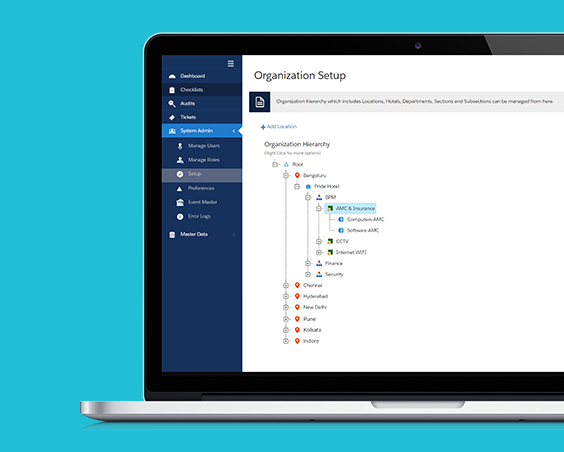 Organization Setup
Dashboard
Checklists
Audits
Tickets
System Admin
Manage Users
Manage Roles
Setup
Preferences
Event Master
Error Logs
Master Data
Organization hierarchy which includes Locations, Hotels, Departments, Sections and Subsections can be managed from here.
Add Location
Organization Hierarchy
(Right Click for more options)
Root
Bengaluru
Pride Hotel
BPM
AMC & Insurance
Computers AMC
Software AMC
CCTV
Internet WIFI
Finance
Security
Chennai
Hyderabad
New Delhi
Pune
Kolkata
Indore